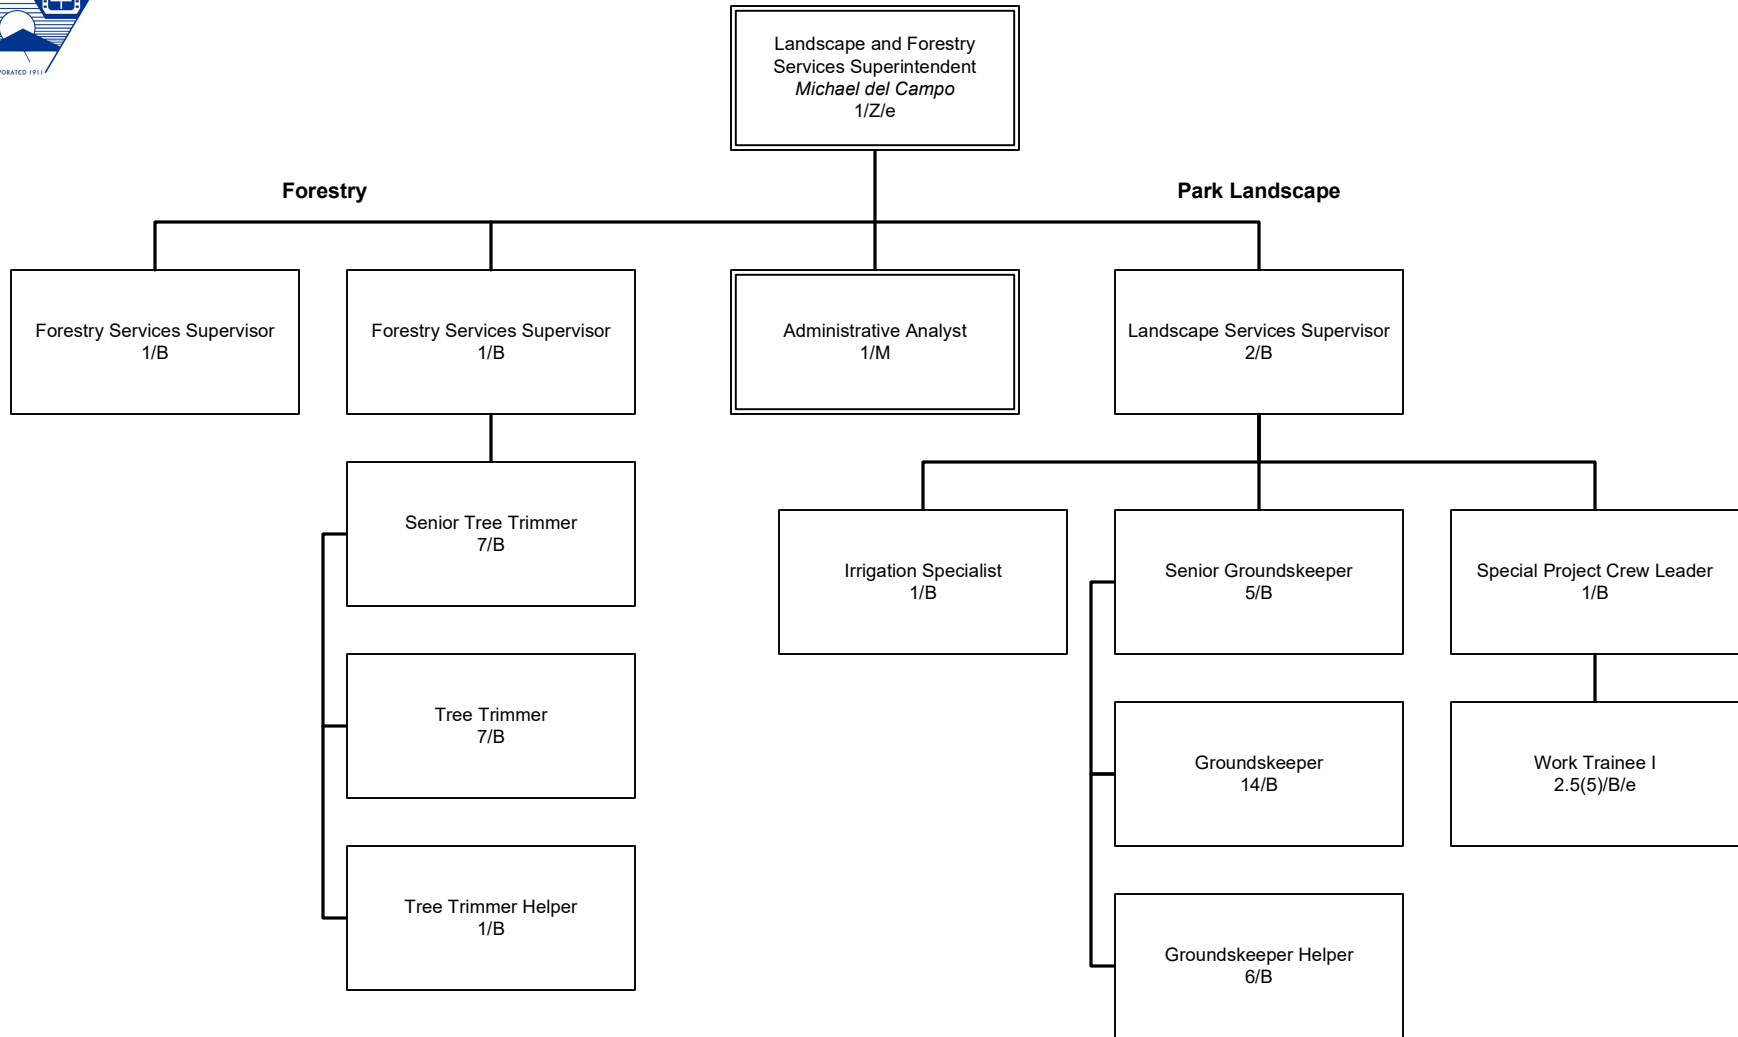 PORATED 1911
Landscape and Forestry
Services Superintendent
Michael del Campo
1/Z/e
Forestry
Park Landscape
Forestry Services Supervisor
1/B
Forestry Services Supervisor
1/B
Administrative Analyst
1/M
Landscape Services Supervisor
2/B
Senior Tree Trimmer
7/B
Irrigation Specialist
1/B
Senior Groundskeeper
5/B
Special Project Crew Leader
1/B
Tree Trimmer
7/B
Groundskeeper
14/B
Work Trainee I
2.5(5)/B/e
Tree Trimmer Helper
1/B
Groundskeeper Helper
6/B